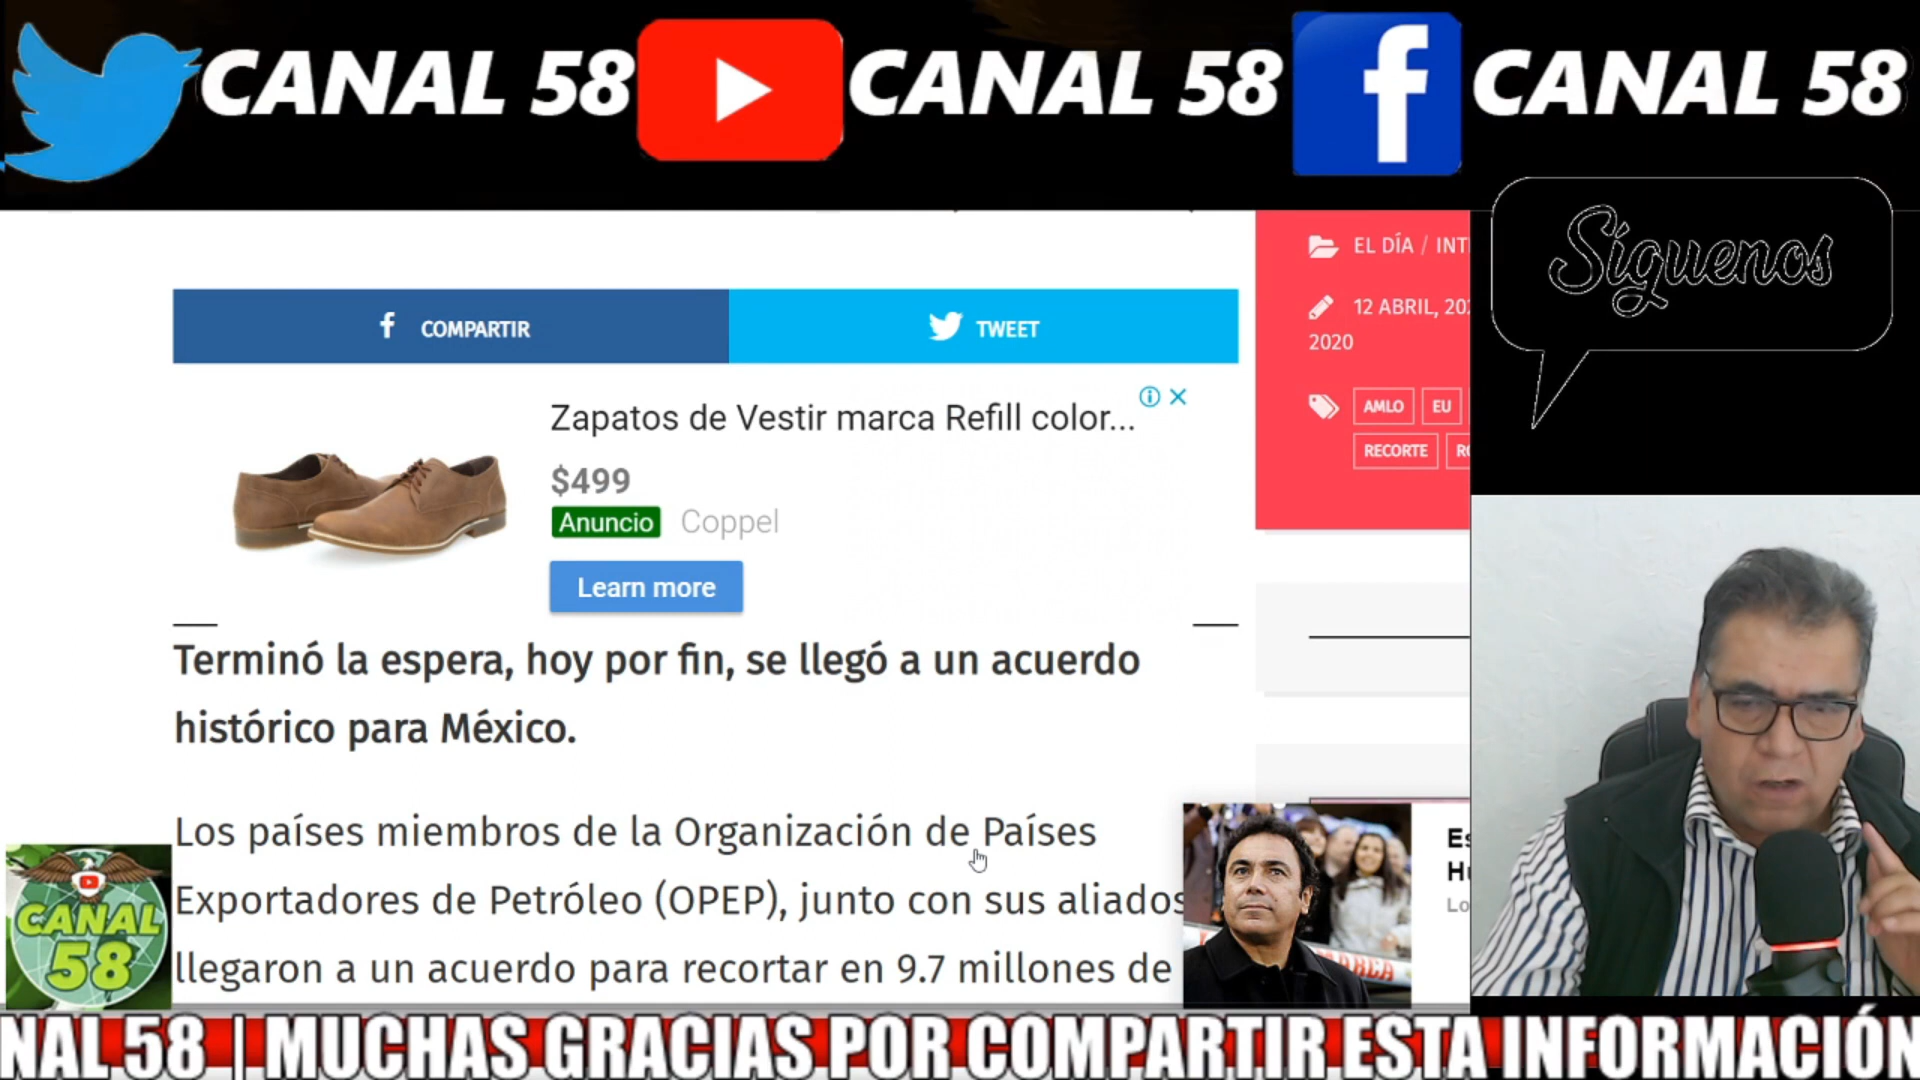 CANAL 58
CANAL 58
CANAL 58
Síguenos
EL DÍA / INT
12 ABRIL, 202
2020
AMLO EU
RECORTE
COMPARTIR
TWEET
Zapatos de Vestir marca Refill color...
$499
Anuncio Coppel
Learn more
Terminó la espera, hoy por fin, se llegó a un acuerdo
histórico para México.
Los países miembros de la Organización de Países
Exportadores de Petróleo (OPEP), junto con sus aliados
llegaron a un acuerdo para recortar en 9.7 millones de
MARCA
CANAL
58
NAL 58 | MUCHAS GRACIAS POR COMPARTIR ESTA INFORMACIÓN